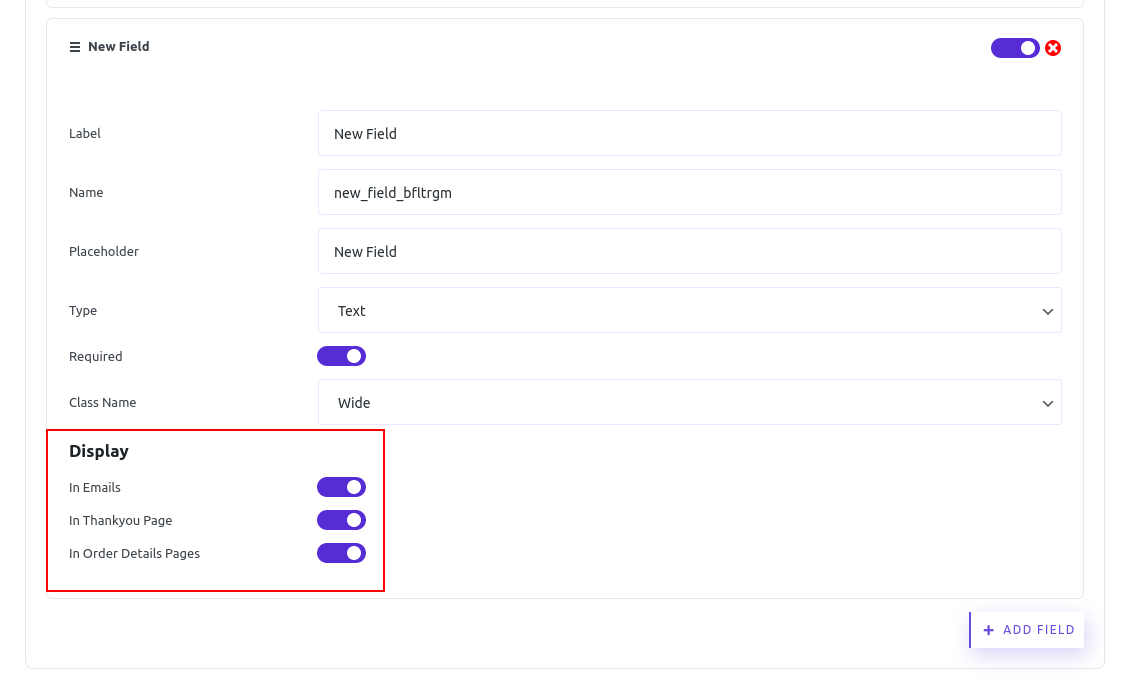 New Field
Label
New Field
Name
new_field_bfltrgm
Placeholder
New Field
Type
Text
Required
Class Name
Wide
Display
In Emails
In Thankyou Page
In Order Details Pages
+ ADD FIELD